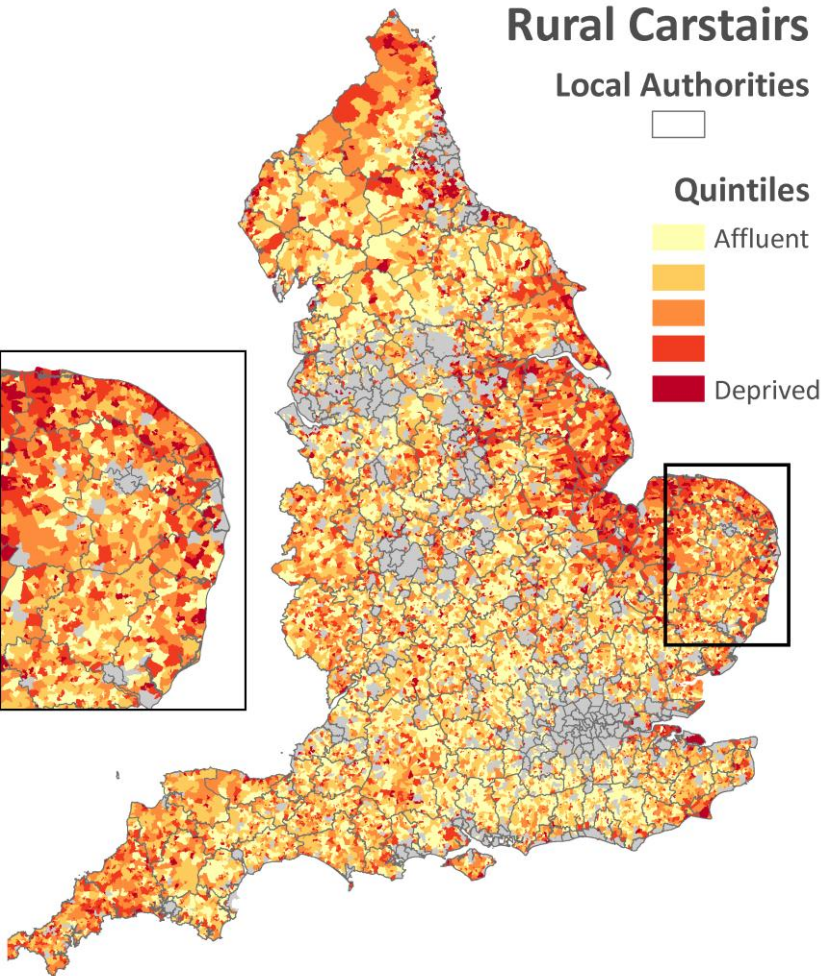 Rural Carstairs
Local Authorities
Quintiles
Affluent
Deprived